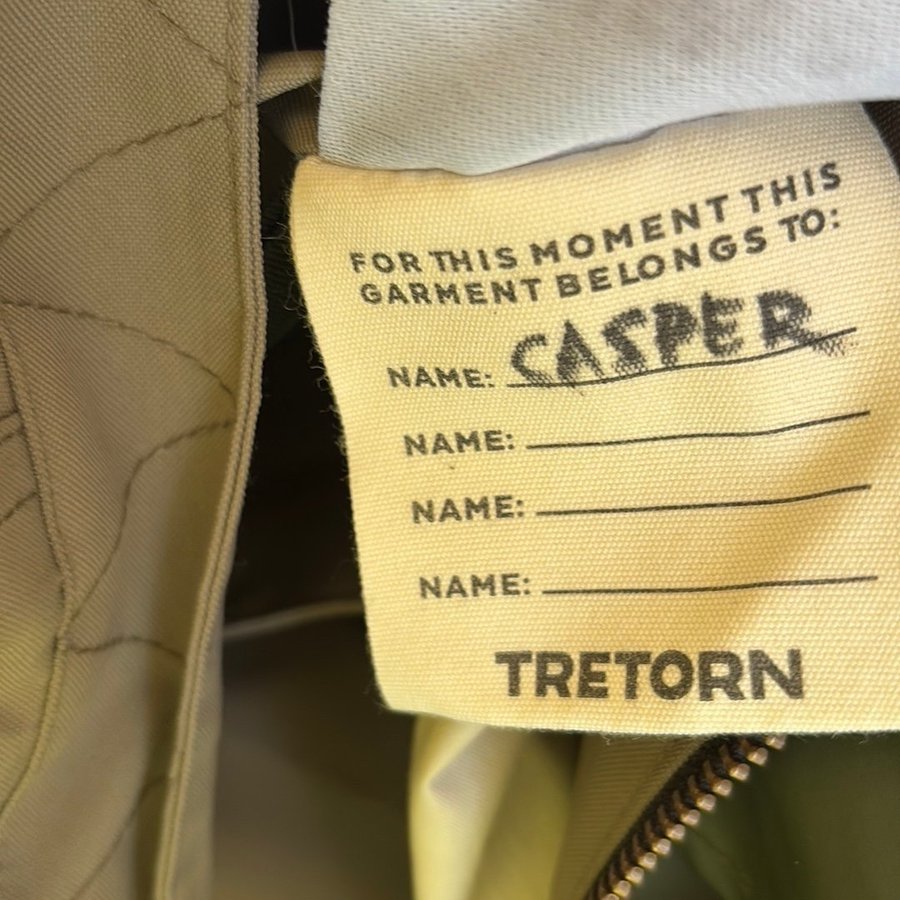 FOR THIS MOMENT THIS
GARMENT BELONGS TO:
NAME: CASPER
NAME:
NAME:
NAME:
TRETORN